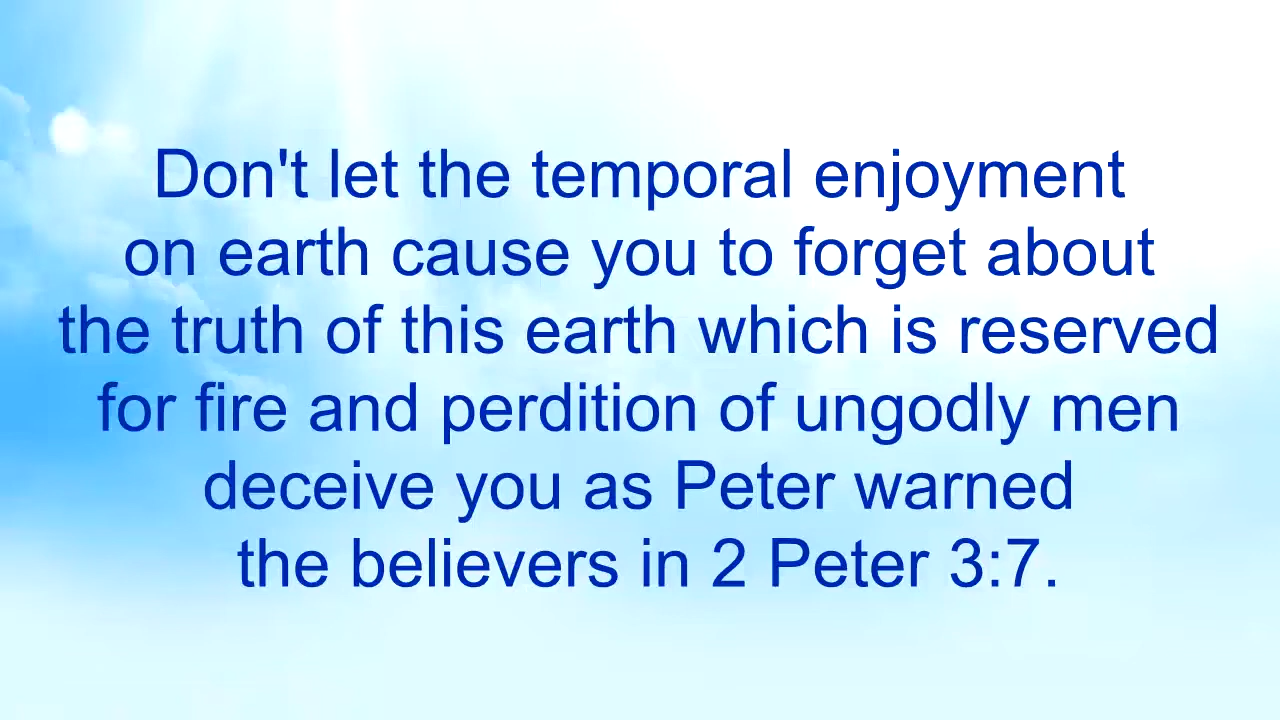 Don't let the temporal enjoyment
on earth cause you to forget about
the truth of this earth which is reserved
for fire and perdition of ungodly men
deceive you as Peter warned
the believers in 2 Peter 3:7.